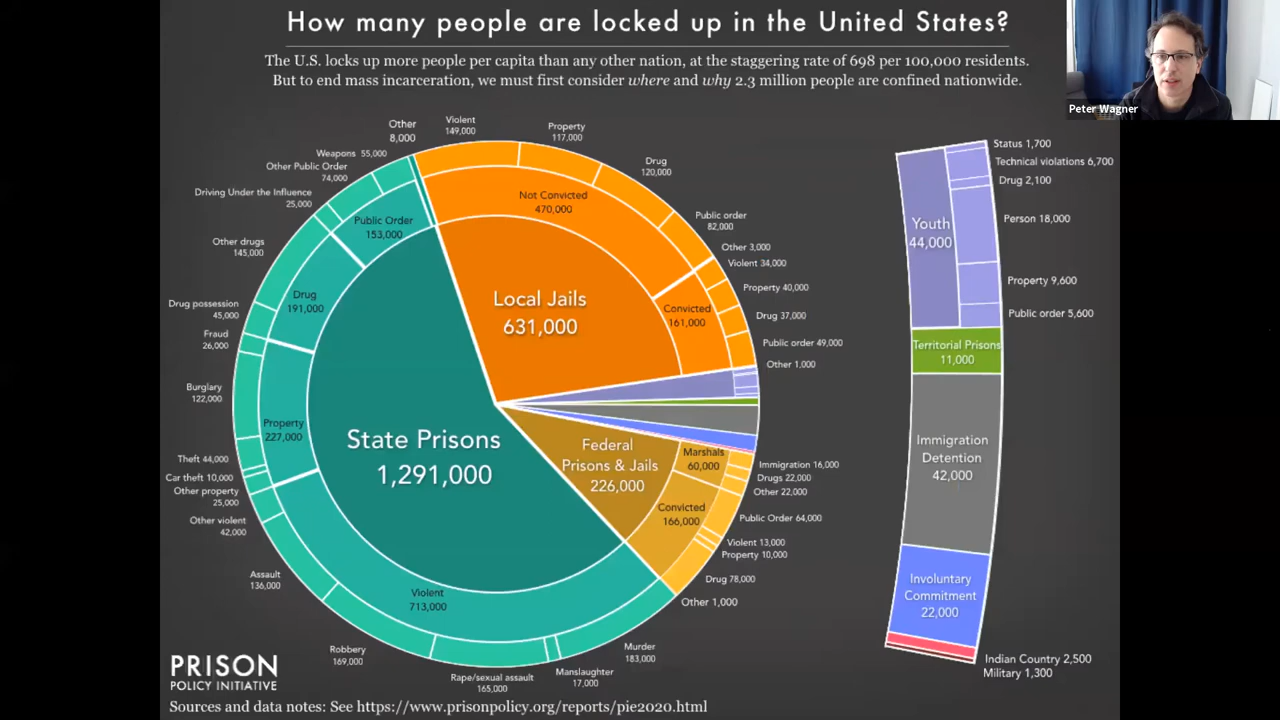 How many people are locked up in the United States?
The U.S. locks up more people per capita than any other nation, at the staggering rate of 698 per 100,000 residents.
But to end mass incarceration, we must first consider where and why 2.3 million people are confined nationwide.
Peter Wagner
Other
8,000
Violent
149,000
Property
117,000
Drug
120,000
Public order
82,000
Other 3,000
Violent 34,000
Property 40,000
Drug 37,000
Public order 49,000
Other 1,000
Not Convicted
470,000
Convicted
161,000
Local Jails
631,000
Weapons 55,000
Other Public Order
74,000
Driving Under the Influence
25,000
Public Order
153,000
Other drugs
145,000
Drug possession
45,000
Drug
191,000
Fraud
26,000
Burglary
122,000
Property
227,000
Theft 44,000
Car theft 10,000
Other property
25,000
Other violent
42,000
Assault
136,000
Robbery
169,000
Rape/sexual assault
165,000
Manslaughter
17,000
Murder
183,000
Violent
713,000
State Prisons
1,291,000
Federal
Prisons & Jails
226,000
Marshals
60,000
Convicted
166,000
Immigration 16,000
Drugs 22,000
Other 22,000
Public Order 64,000
Violent 13,000
Property 10,000
Drug 78,000
Other 1,000
Youth
44,000
Status 1,700
Technical violations 6,700
Drug 2,100
Person 18,000
Property 9,600
Public order 5,600
Territorial Prisons
11,000
Immigration
Detention
42,000
Involuntary
Commitment
22,000
Indian Country 2,500
Military 1,300
PRISON
POLICY INITIATIVE
Sources and data notes: See https://www.prisonpolicy.org/reports/pie2020.html